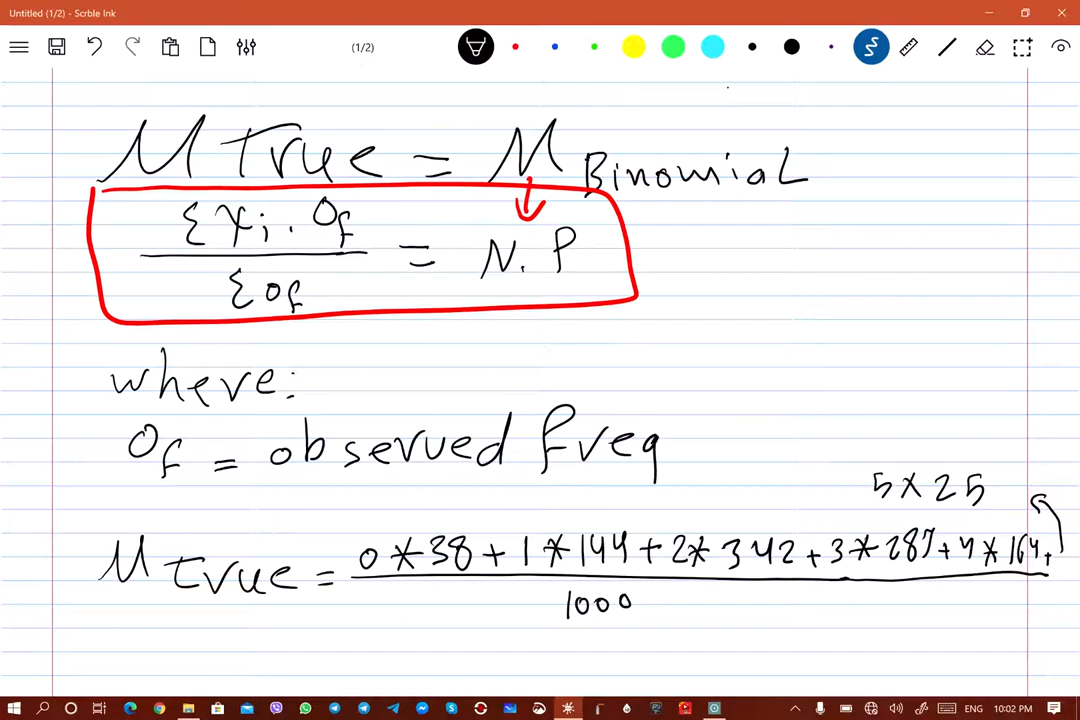 Untitled (1/2) - Scrble Ink
(1/2)
M True = M Binomial
Σ xi . Of
= N. P
Σ Of
where:
Of = observed freq
5 x 25
M true = 0 * 38 + 1 * 144 + 2 * 342 + 3 * 287 + 4 * 164 +
1000
ENG 10:02 PM